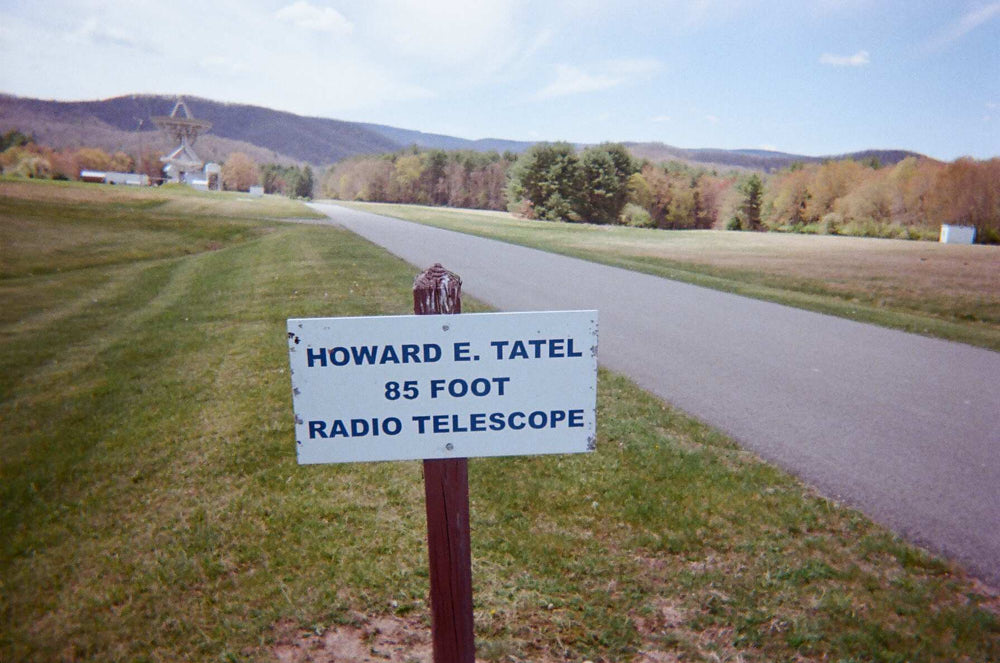 HOWARD E. TATEL
85 FOOT
RADIO TELESCOPE